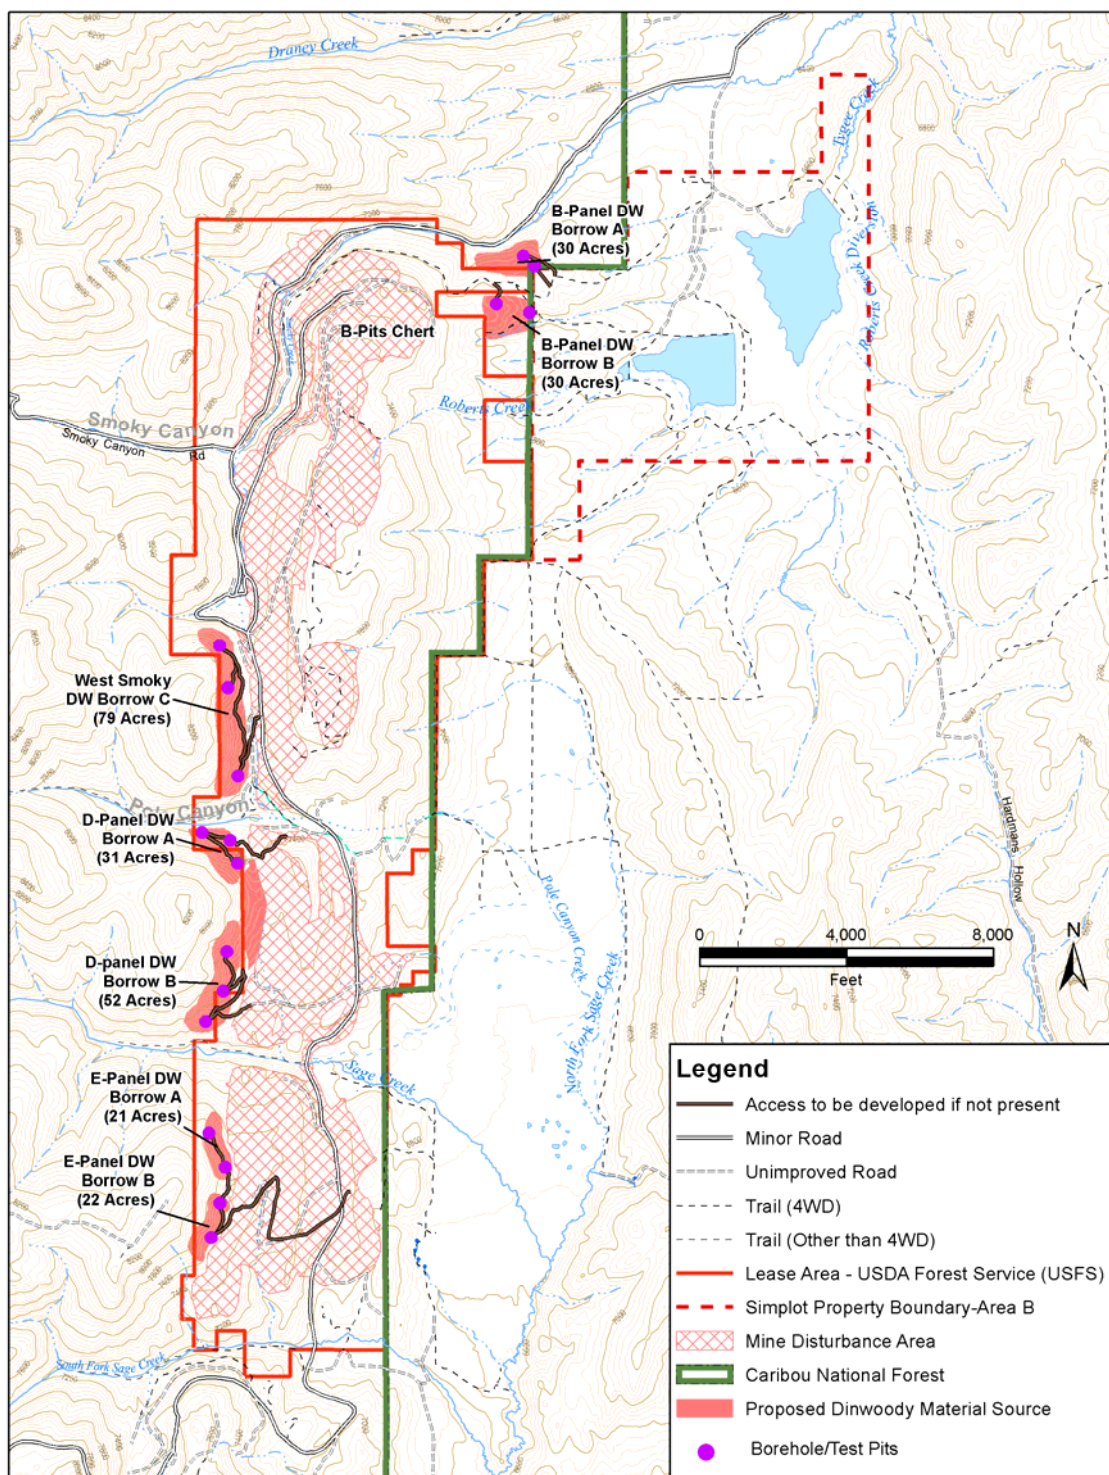 Draney Creek
Tygee Creek
B-Panel DW
Borrow A
(30 Acres)
Roberts Creek Diversion
B-Pits Chert
B-Panel DW
Borrow B
(30 Acres)
Roberts Creek
Smoky Canyon
Smoky Canyon Rd
West Smoky
DW Borrow C
(79 Acres)
Pole Canyon
D-Panel DW
Borrow A
(31 Acres)
Hardmans Hollow
Pole Canyon Creek
North Fork Sage Creek
D-panel DW
Borrow B
(52 Acres)
0 4,000 8,000
Feet
N
Sage Creek
E-Panel DW
Borrow A
(21 Acres)
E-Panel DW
Borrow B
(22 Acres)
South Fork Sage Creek
Legend
Access to be developed if not present
Minor Road
Unimproved Road
Trail (4WD)
Trail (Other than 4WD)
Lease Area - USDA Forest Service (USFS)
Simplot Property Boundary-Area B
Mine Disturbance Area
Caribou National Forest
Proposed Dinwoody Material Source
Borehole/Test Pits